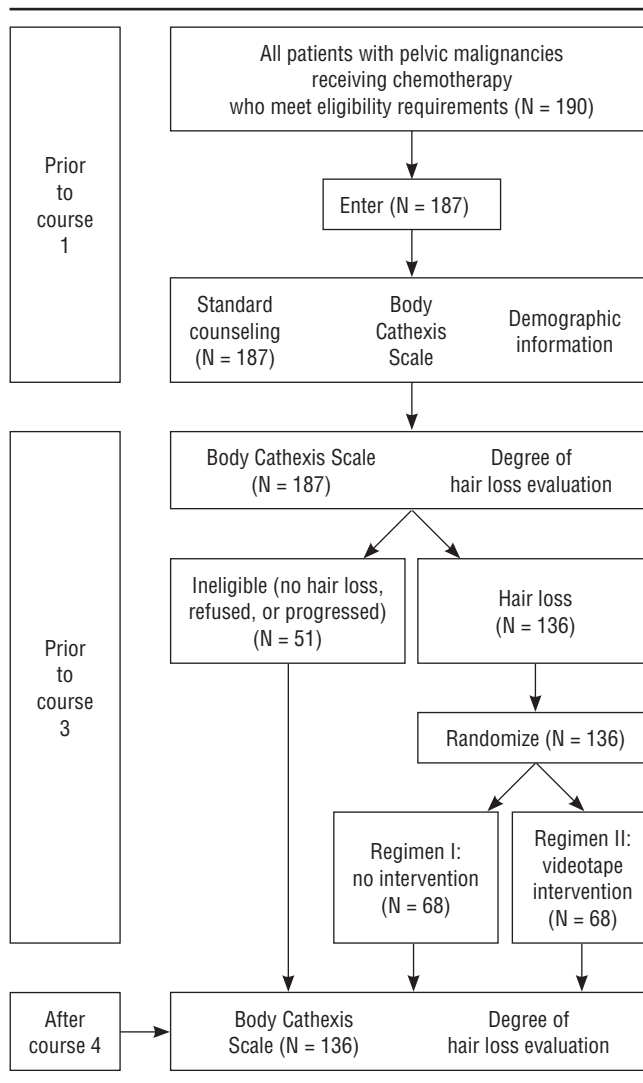 All patients with pelvic malignancies
receiving chemotherapy
who meet eligibility requirements (N = 190)
Prior
to
course
1
Enter (N = 187)
Standard
counseling
(N = 187)
Body
Cathexis
Scale
Demographic
information
Body Cathexis Scale
(N = 187)
Degree of
hair loss evaluation
Prior
to
course
3
Ineligible (no hair loss,
refused, or progressed)
(N = 51)
Hair loss
(N = 136)
Randomize (N = 136)
Regimen I:
no intervention
(N = 68)
Regimen II:
videotape
intervention
(N = 68)
After
course 4
Body Cathexis
Scale (N = 136)
Degree of
hair loss evaluation